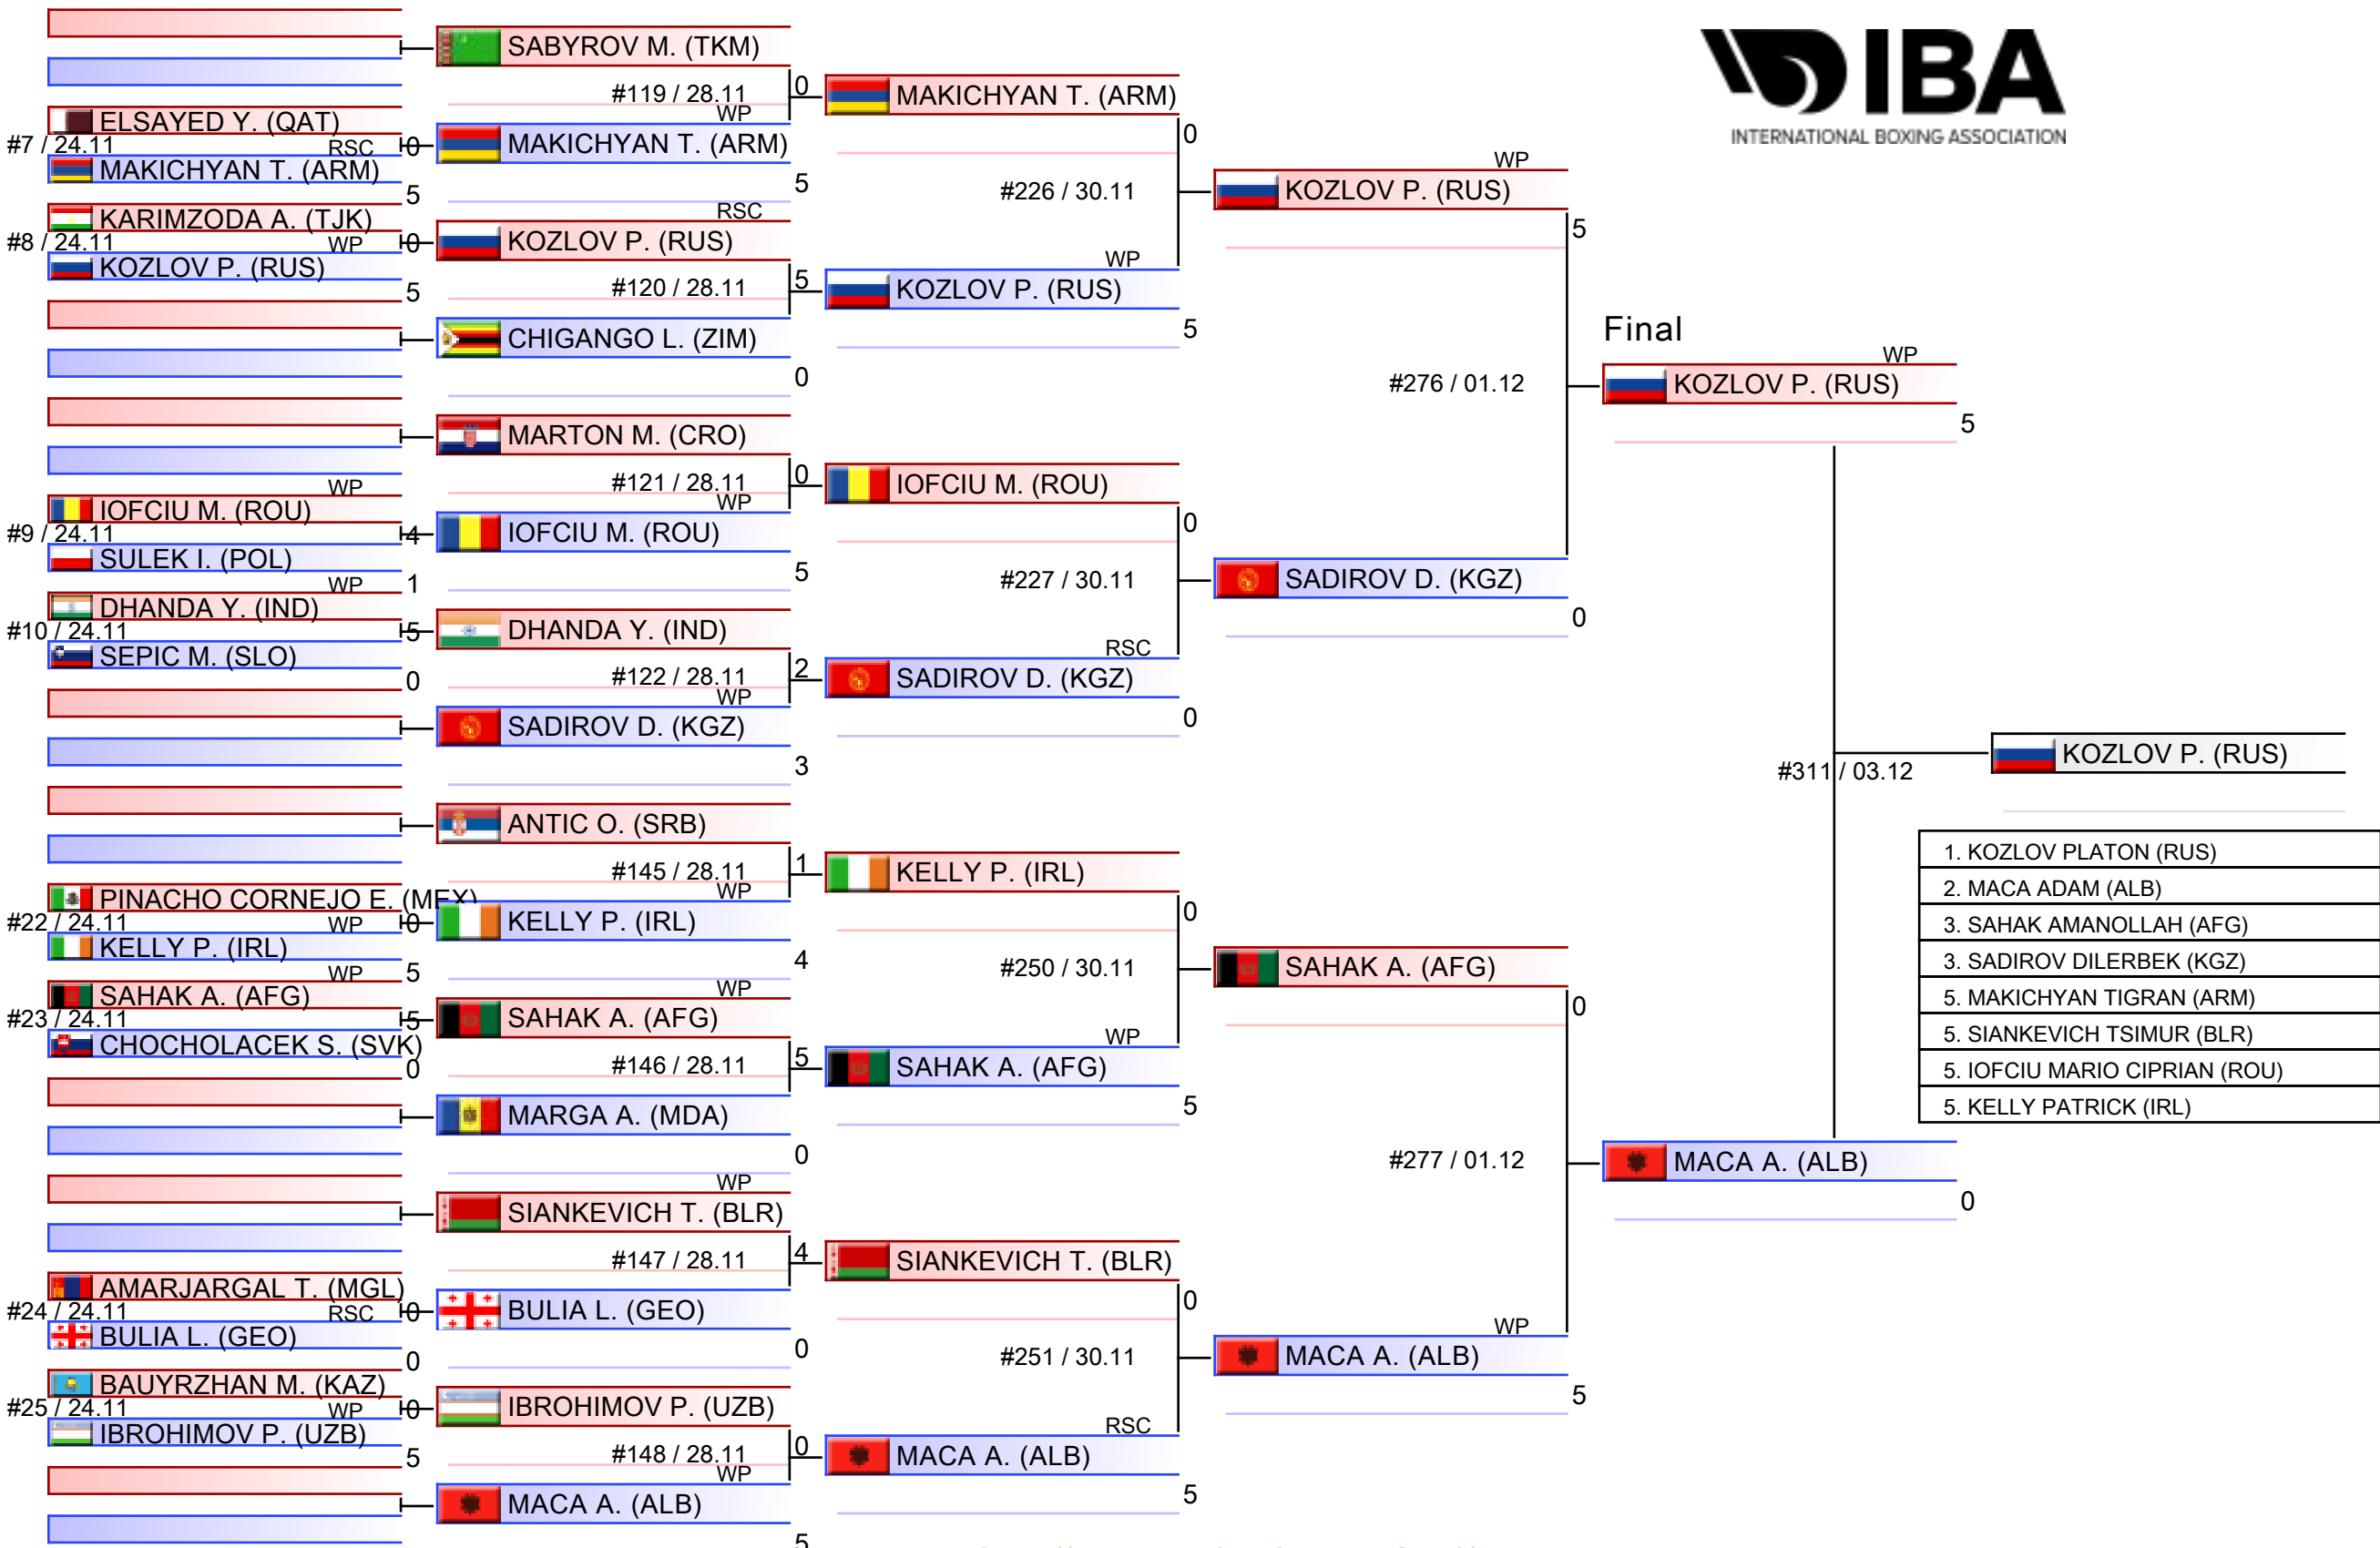 IBA
INTERNATIONAL BOXING ASSOCIATION
ELSAYED Y. (QAT)
#7 / 24.11
RSC
0
MAKICHYAN T. (ARM)
5
KARIMZODA A. (TJK)
#8 / 24.11
WP
0
KOZLOV P. (RUS)
5
WP
IOFCIU M. (ROU)
#9 / 24.11
4
SULEK I. (POL)
1
WP
DHANDA Y. (IND)
#10 / 24.11
5
SEPIC M. (SLO)
0
PINACHO CORNEJO E. (MEX)
#22 / 24.11
WP
0
KELLY P. (IRL)
5
WP
SAHAK A. (AFG)
#23 / 24.11
5
CHOCHOLACEK S. (SVK)
0
AMARJARGAL T. (MGL)
#24 / 24.11
RSC
0
BULIA L. (GEO)
0
BAUYRZHAN M. (KAZ)
#25 / 24.11
WP
0
IBROHIMOV P. (UZB)
5
SABYROV M. (TKM)
0
#119 / 28.11
WP
MAKICHYAN T. (ARM)
5
RSC
KOZLOV P. (RUS)
5
#120 / 28.11
CHIGANGO L. (ZIM)
0
MARTON M. (CRO)
0
#121 / 28.11
WP
IOFCIU M. (ROU)
5
DHANDA Y. (IND)
2
#122 / 28.11
WP
SADIROV D. (KGZ)
3
ANTIC O. (SRB)
1
#145 / 28.11
WP
KELLY P. (IRL)
4
WP
SAHAK A. (AFG)
5
#146 / 28.11
MARGA A. (MDA)
0
WP
SIANKEVICH T. (BLR)
4
#147 / 28.11
BULIA L. (GEO)
0
IBROHIMOV P. (UZB)
0
#148 / 28.11
WP
MACA A. (ALB)
5
MAKICHYAN T. (ARM)
0
#226 / 30.11
WP
KOZLOV P. (RUS)
5
IOFCIU M. (ROU)
0
#227 / 30.11
RSC
SADIROV D. (KGZ)
0
KELLY P. (IRL)
0
#250 / 30.11
WP
SAHAK A. (AFG)
5
SIANKEVICH T. (BLR)
0
#251 / 30.11
RSC
MACA A. (ALB)
5
WP
KOZLOV P. (RUS)
5
#276 / 01.12
SADIROV D. (KGZ)
0
SAHAK A. (AFG)
0
#277 / 01.12
WP
MACA A. (ALB)
5
Final
WP
KOZLOV P. (RUS)
5
#311 / 03.12
MACA A. (ALB)
0
KOZLOV P. (RUS)
1. KOZLOV PLATON (RUS)
2. MACA ADAM (ALB)
3. SAHAK AMANOLLAH (AFG)
3. SADIROV DILERBEK (KGZ)
5. MAKICHYAN TIGRAN (ARM)
5. SIANKEVICH TSIMUR (BLR)
5. IOFCIU MARIO CIPRIAN (ROU)
5. KELLY PATRICK (IRL)